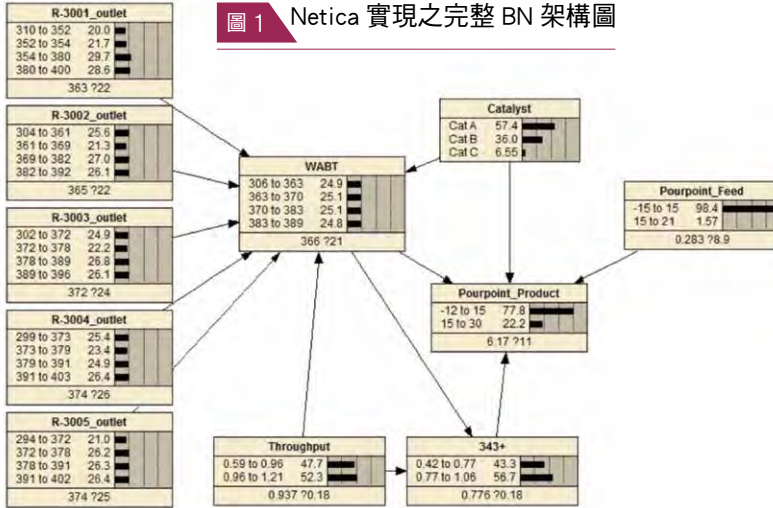 圖 1 Netica 實現之完整 BN 架構圖
R-3001_outlet
310 to 352 20.0
352 to 354 21.7
354 to 380 29.7
380 to 400 28.6
363 ?22
R-3002_outlet
304 to 361 25.6
361 to 369 21.3
369 to 382 27.0
382 to 392 26.1
365 ?22
R-3003_outlet
302 to 372 24.9
372 to 378 22.2
378 to 389 26.8
389 to 396 26.1
372 ?24
R-3004_outlet
299 to 373 25.4
373 to 379 23.4
379 to 391 24.9
391 to 403 26.4
374 ?26
R-3005_outlet
294 to 372 21.0
372 to 378 26.2
378 to 391 26.3
391 to 402 26.4
374 ?25
WABT
306 to 363 24.9
363 to 370 25.1
370 to 383 25.1
383 to 389 24.8
366 ?21
Catalyst
Cat A 57.4
Cat B 36.0
Cat C 6.55
Pourpoint_Feed
-15 to 15 98.4
15 to 21 1.57
0.283 ?8.9
Pourpoint_Product
-12 to 15 77.8
15 to 30 22.2
6.17 ?11
Throughput
0.59 to 0.96 47.7
0.96 to 1.21 52.3
0.937 ?0.18
343+
0.42 to 0.77 43.3
0.77 to 1.06 56.7
0.776 ?0.18